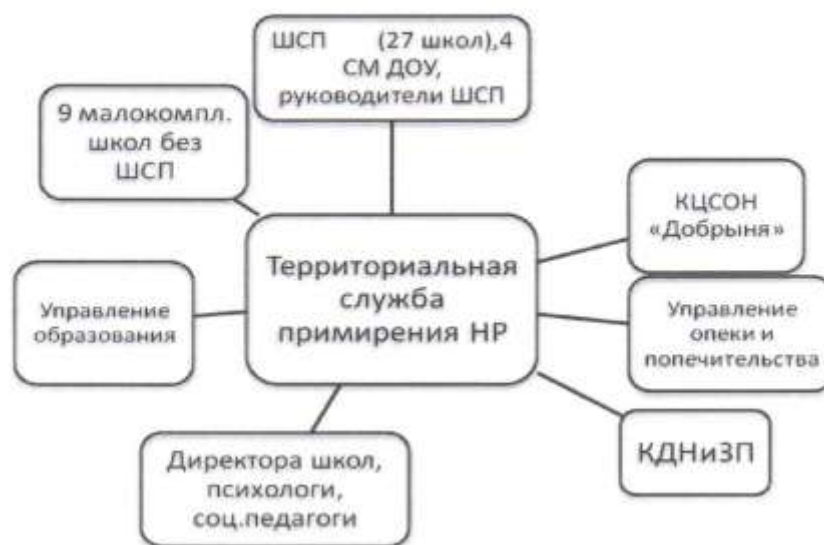 ШСП (27 школ),4
СМ ДОУ,
руководители ШСП
9 малокомпл.
школ без
ШСП
КЦСОН
«Добрыня»
Территориальная
служба
примирения НР
Управление
образования
Управление
опеки и
попечительства
КДНиЗП
Директора школ,
психологи,
соц.педагоги